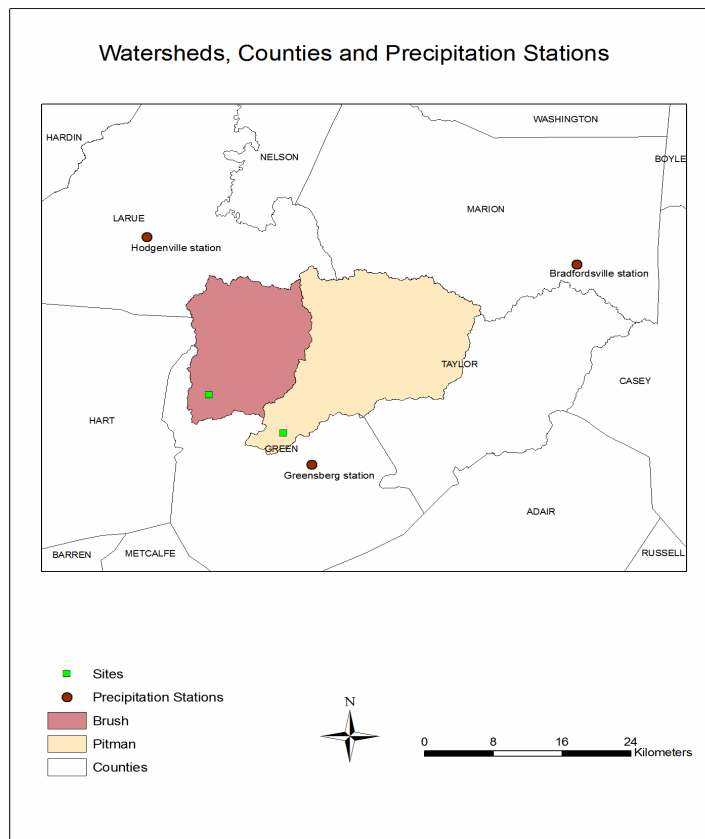 Watersheds, Counties and Precipitation Stations
WASHINGTON
HARDIN
NELSON
BOYLE
MARION
LARUE
Hodgenville station
Bradfordsville station
TAYLOR
CASEY
HART
GREEN
Greensberg station
ADAIR
BARREN
METCALFE
RUSSELL
Sites
Precipitation Stations
Brush
Pitman
Counties
N
0 8 16 24
Kilometers